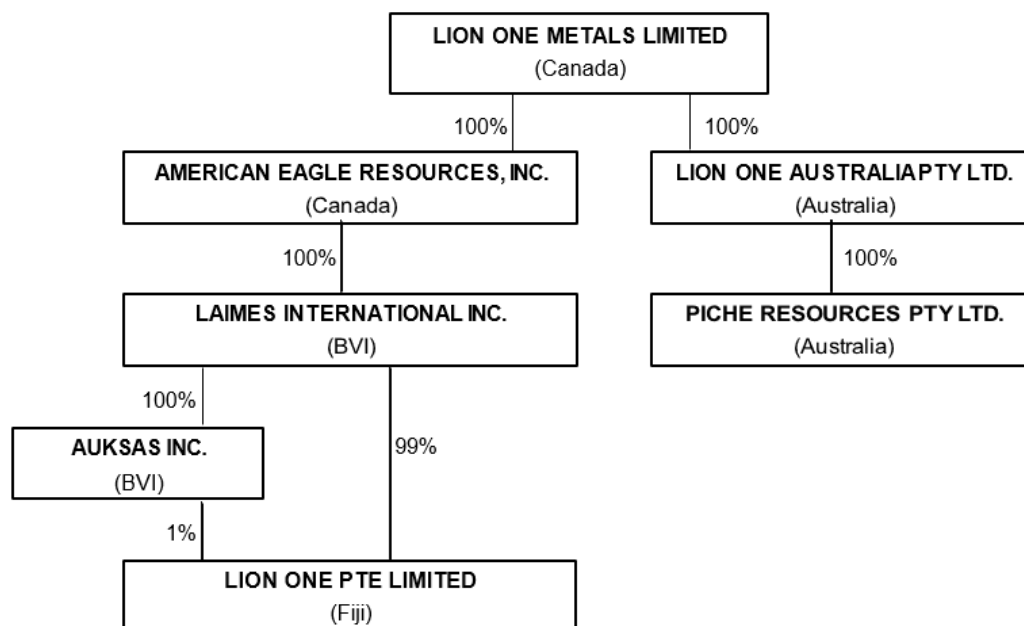 LION ONE METALS LIMITED
(Canada)
100%
100%
AMERICAN EAGLE RESOURCES, INC.
(Canada)
LION ONE AUSTRALIA PTY LTD.
(Australia)
100%
100%
LAIMES INTERNATIONAL INC.
(BVI)
PICHE RESOURCES PTY LTD.
(Australia)
100%
99%
AUKSAS INC.
(BVI)
1%
LION ONE PTE LIMITED
(Fiji)